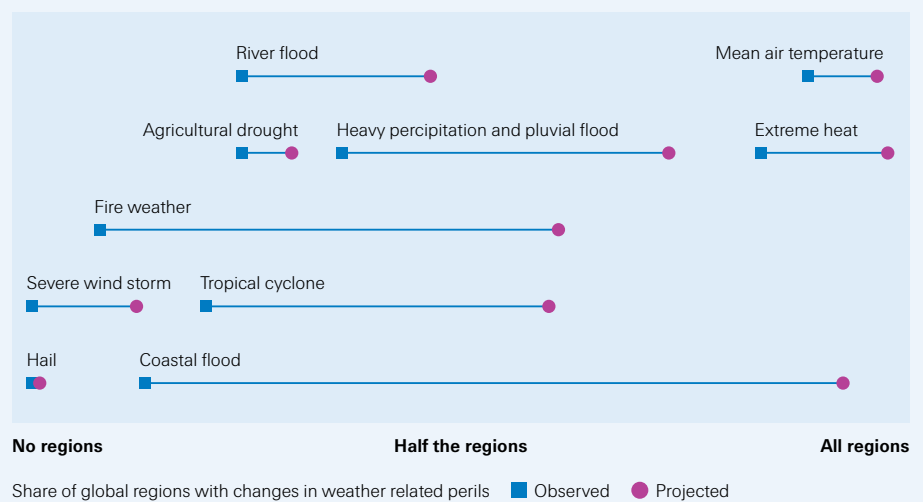 River flood
Mean air temperature
Agricultural drought
Heavy percipitation and pluvial flood
Extreme heat
Fire weather
Severe wind storm
Tropical cyclone
Hail
Coastal flood
No regions
Half the regions
All regions
Share of global regions with changes in weather related perils
Observed
Projected